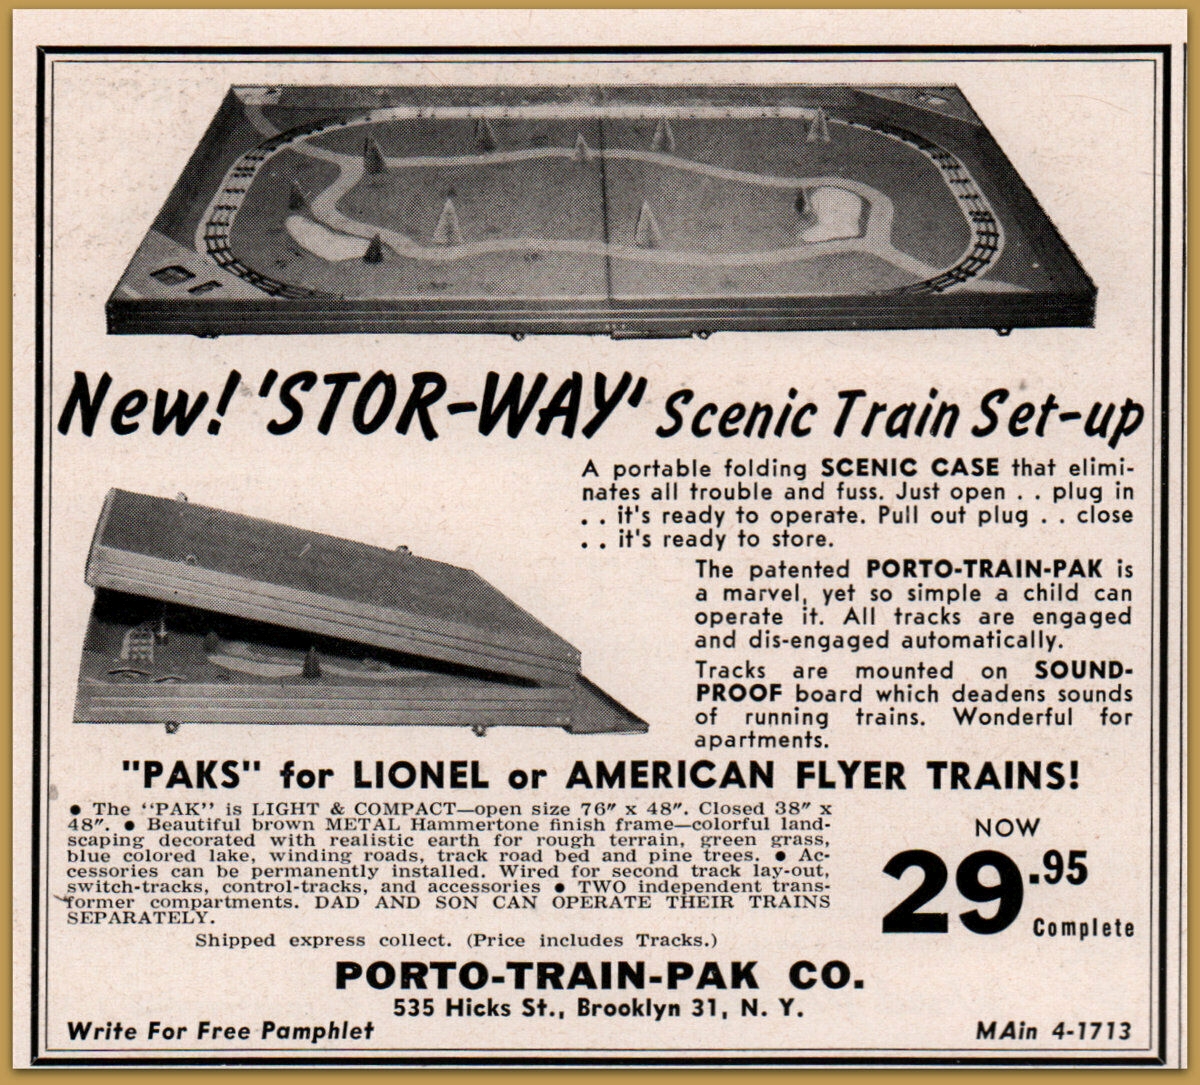 New! 'STOR-WAY' Scenic Train Set-up
A portable folding SCENIC CASE that elimi-
nates all trouble and fuss. Just open . . plug in
. . it's ready to operate. Pull out plug . . close
. . it's ready to store.
The patented PORTO-TRAIN-PAK is
a marvel, yet so simple a child can
operate it. All tracks are engaged
and dis-engaged automatically.
Tracks are mounted on SOUND-
PROOF board which deadens sounds
of running trains. Wonderful for
apartments.
"PAKS" for LIONEL or AMERICAN FLYER TRAINS!
● The "PAK" is LIGHT & COMPACT—open size 76" x 48". Closed 38" x
48". ● Beautiful brown METAL Hammertone finish frame—colorful land-
scaping decorated with realistic earth for rough terrain, green grass,
blue colored lake, winding roads, track road bed and pine trees. ● Ac-
cessories can be permanently installed. Wired for second track lay-out,
switch-tracks, control-tracks, and accessories ● TWO independent trans-
former compartments. DAD AND SON CAN OPERATE THEIR TRAINS
SEPARATELY.
Shipped express collect. (Price includes Tracks.)
NOW
29.95
Complete
PORTO-TRAIN-PAK CO.
535 Hicks St., Brooklyn 31, N. Y.
Write For Free Pamphlet
MAin 4-1713